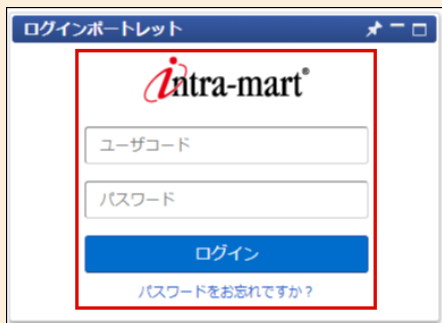 ログインポートレット
intra-mart®
ユーザコード
パスワード
ログイン
パスワードをお忘れですか？